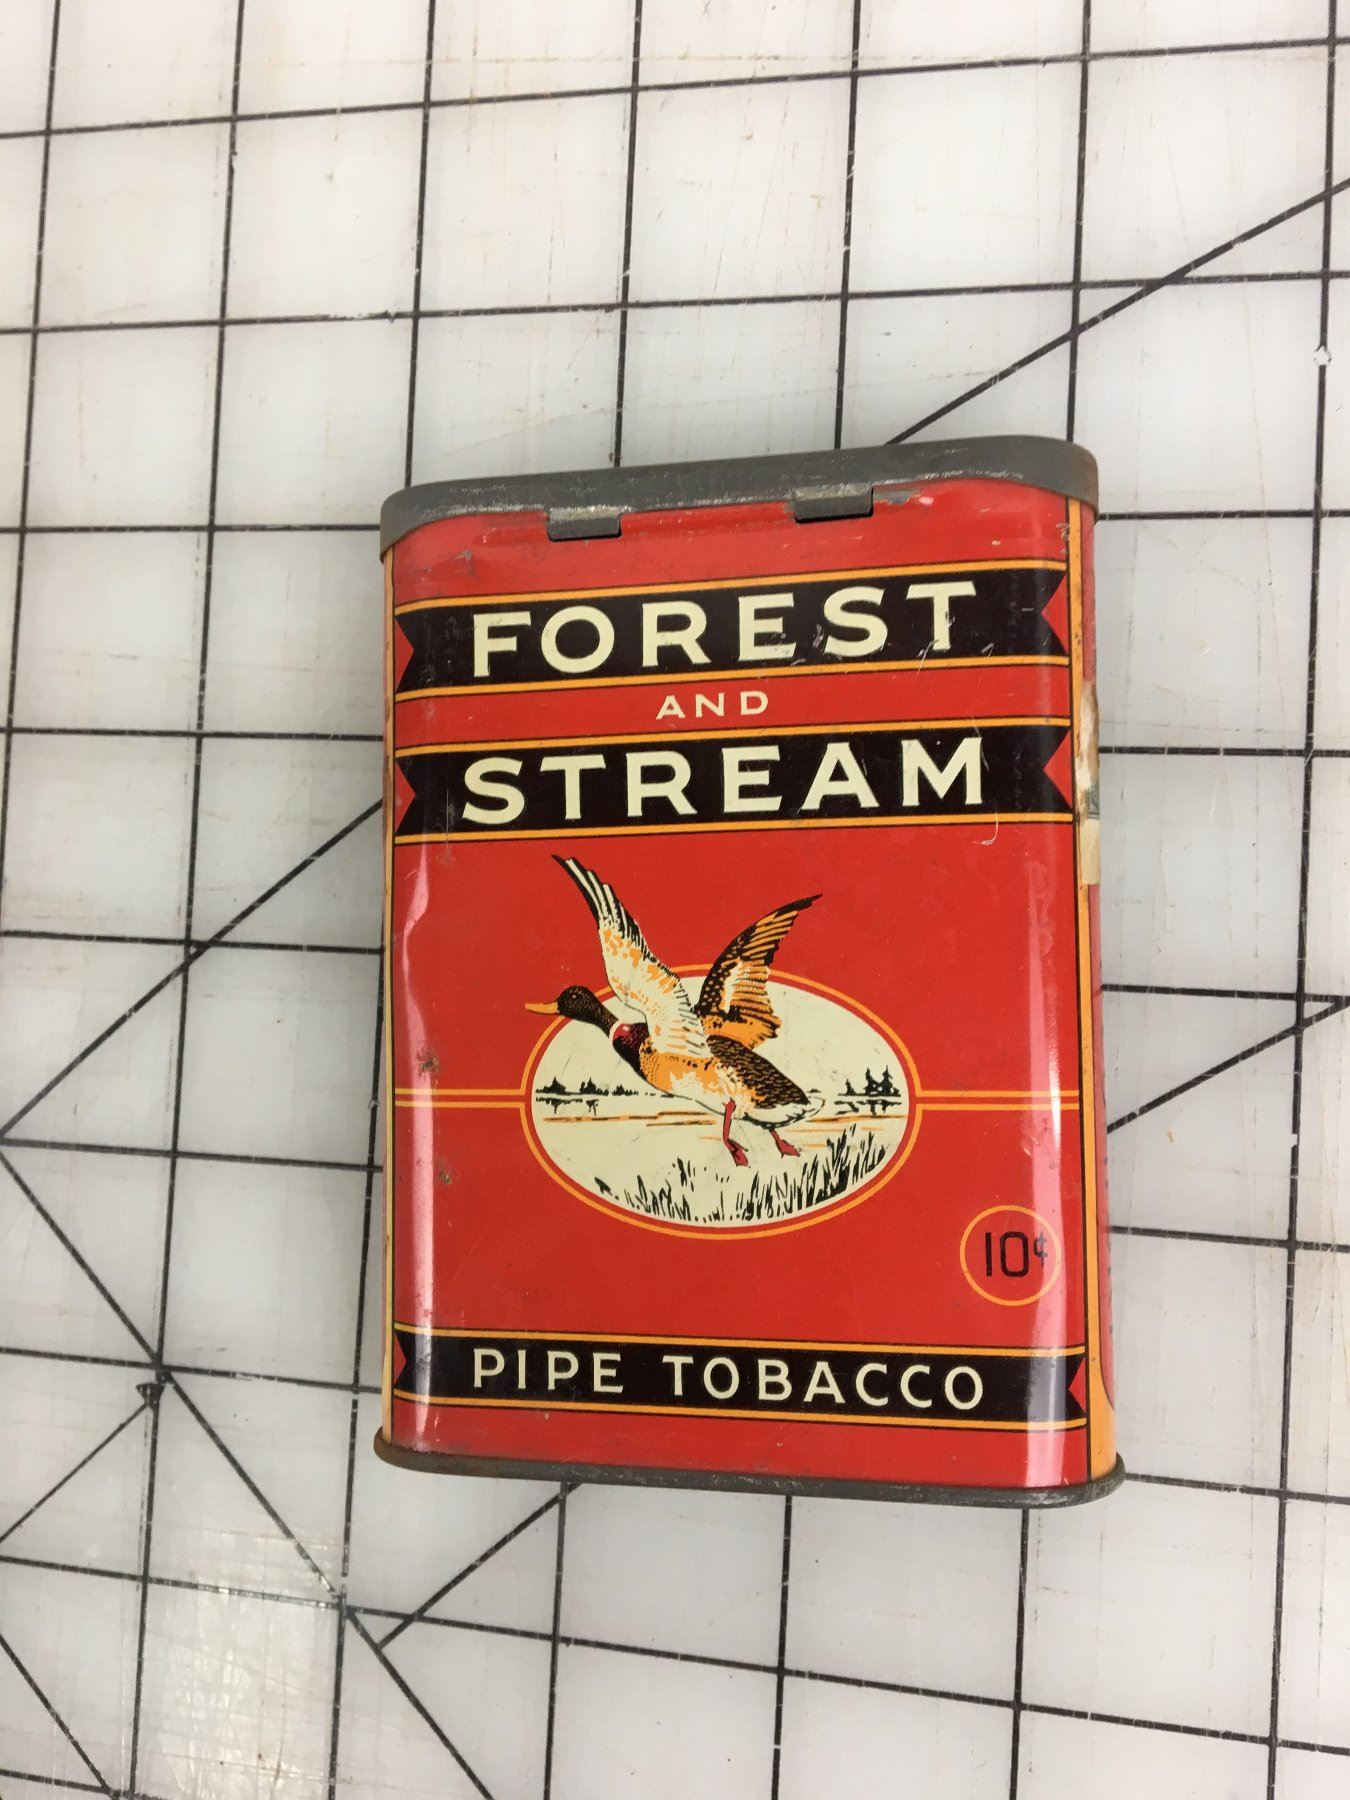 FOREST
AND
STREAM
10¢
PIPE TOBACCO